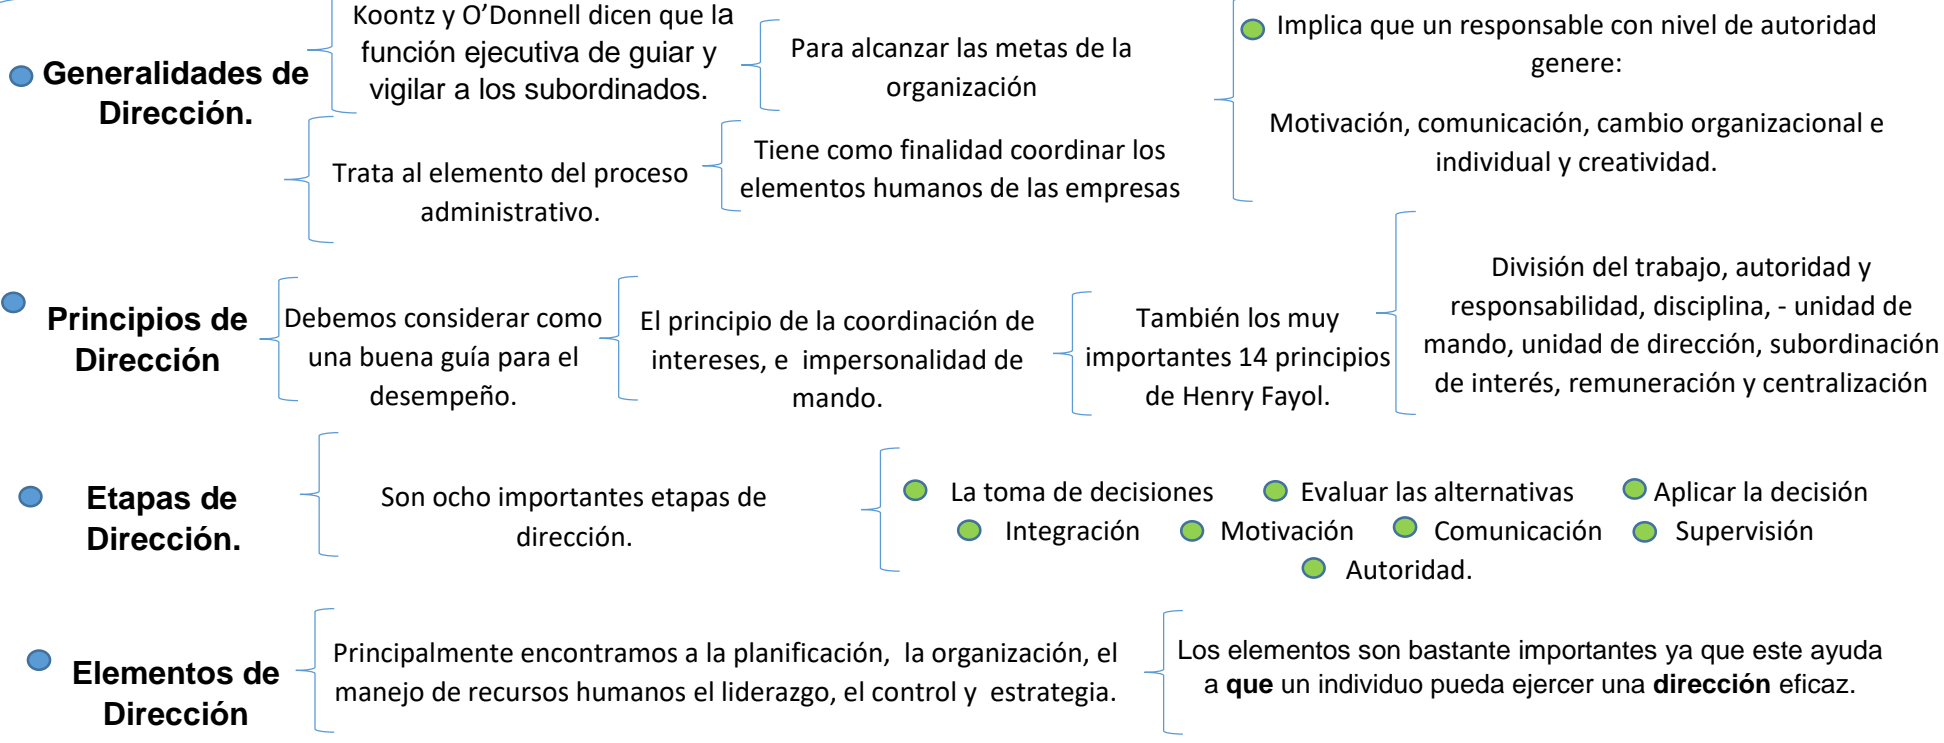 Generalidades de
Dirección.
Koontz y O’Donnell dicen que la
función ejecutiva de guiar y
vigilar a los subordinados.
Para alcanzar las metas de la
organización
Trata al elemento del proceso
administrativo.
Tiene como finalidad coordinar los
elementos humanos de las empresas
Implica que un responsable con nivel de autoridad
genere:
Motivación, comunicación, cambio organizacional e
individual y creatividad.
Principios de
Dirección
Debemos considerar como
una buena guía para el
desempeño.
El principio de la coordinación de
intereses, e impersonalidad de
mando.
También los muy
importantes 14 principios
de Henry Fayol.
División del trabajo, autoridad y
responsabilidad, disciplina, - unidad de
mando, unidad de dirección, subordinación
de interés, remuneración y centralización
Etapas de
Dirección.
Son ocho importantes etapas de
dirección.
La toma de decisiones Evaluar las alternativas Aplicar la decisión
Integración Motivación Comunicación Supervisión
Autoridad.
Elementos de
Dirección
Principalmente encontramos a la planificación, la organización, el
manejo de recursos humanos el liderazgo, el control y estrategia.
Los elementos son bastante importantes ya que este ayuda
a que un individuo pueda ejercer una dirección eficaz.